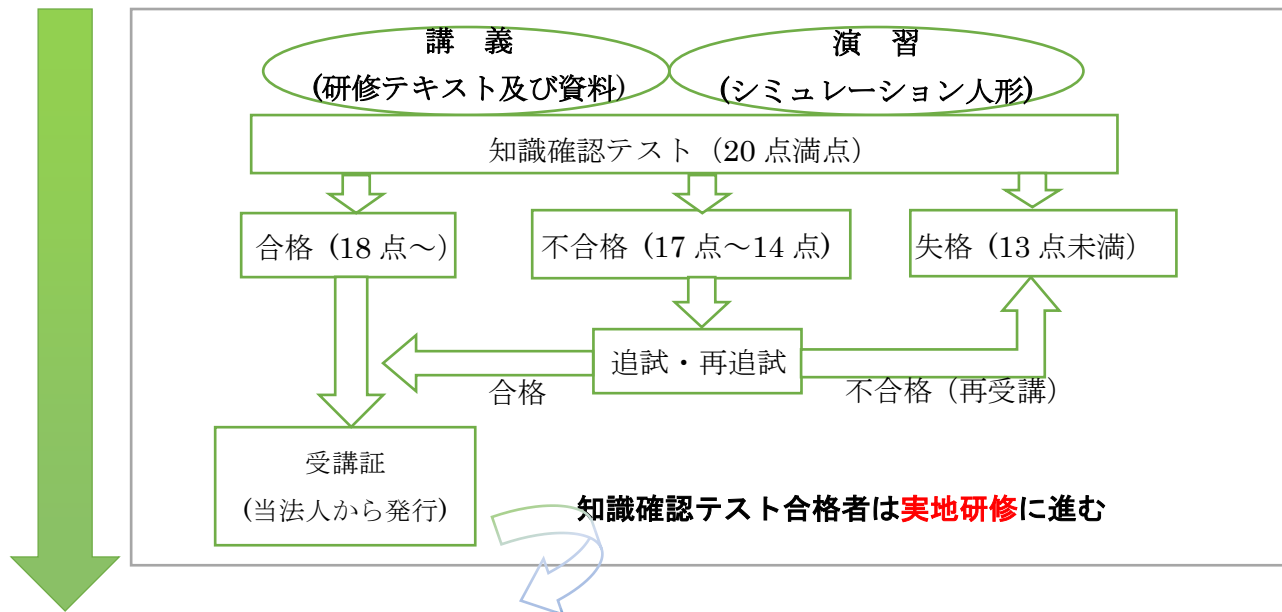 講　義
(研修テキスト及び資料)
演　習
(シミュレーション人形)
知識確認テスト（20 点満点）
合格 (18 点～）
不合格 (17 点～14 点)
失格 (13 点未満）
追試・再追試
合格
不合格（再受講）
受講証
(当法人から発行)
知識確認テスト合格者は実地研修に進む